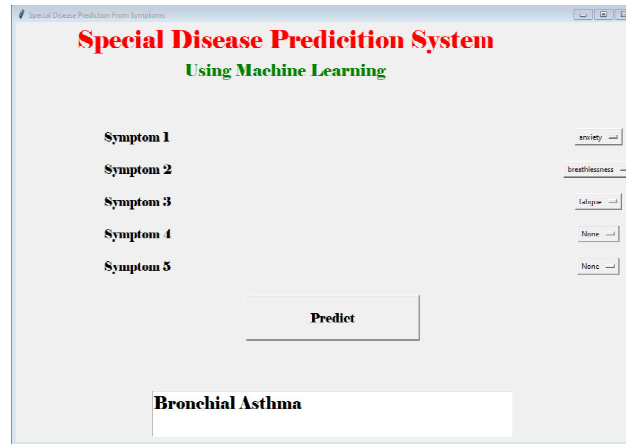 Special Disease Prediction From Symptoms
Special Disease Predicition System
Using Machine Learning
Symptom 1 anxiety
Symptom 2 breathlessness
Symptom 3 fatigue
Symptom 4 None
Symptom 5 None
Predict
Bronchial Asthma